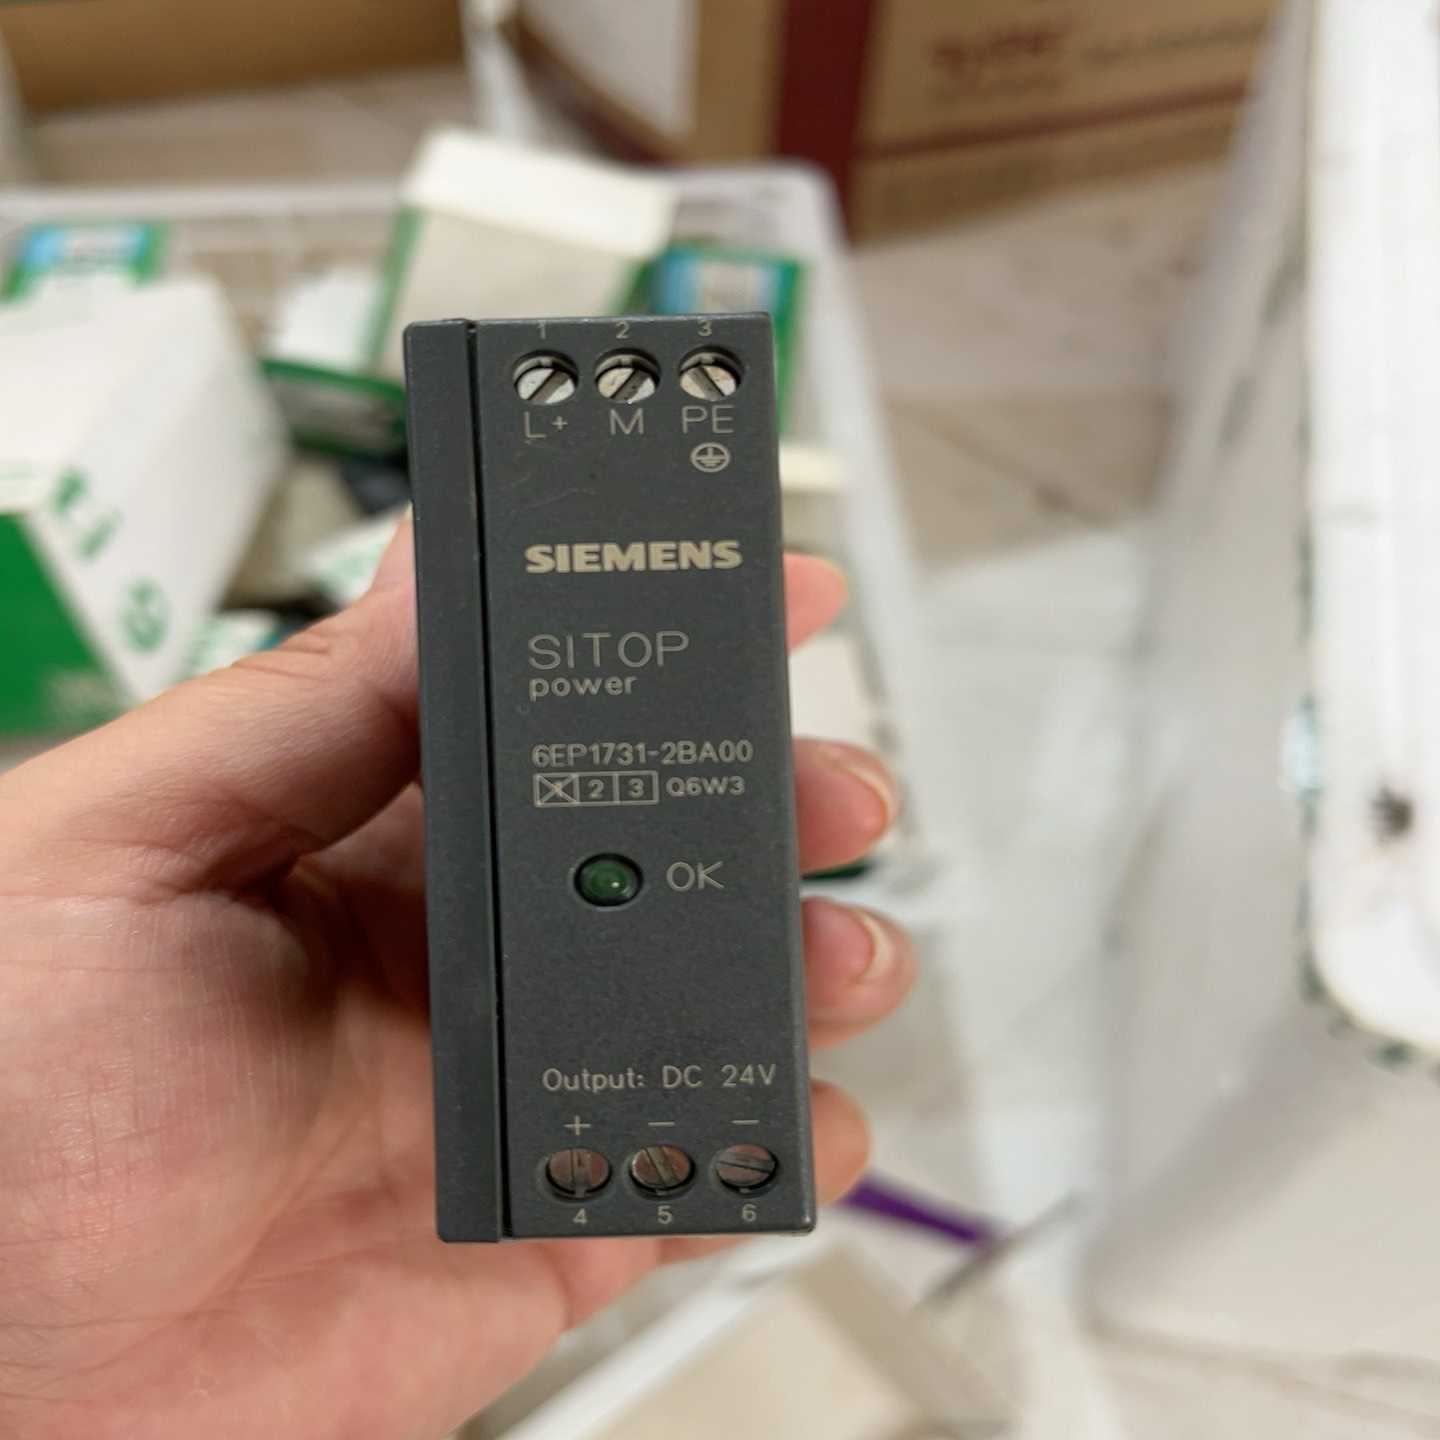 1 2 3
L+ M PE
SIEMENS
SITOP
power
6EP1731-2BA00
2 3 Q6W3
OK
Output: DC 24V
+ − −
4 5 6